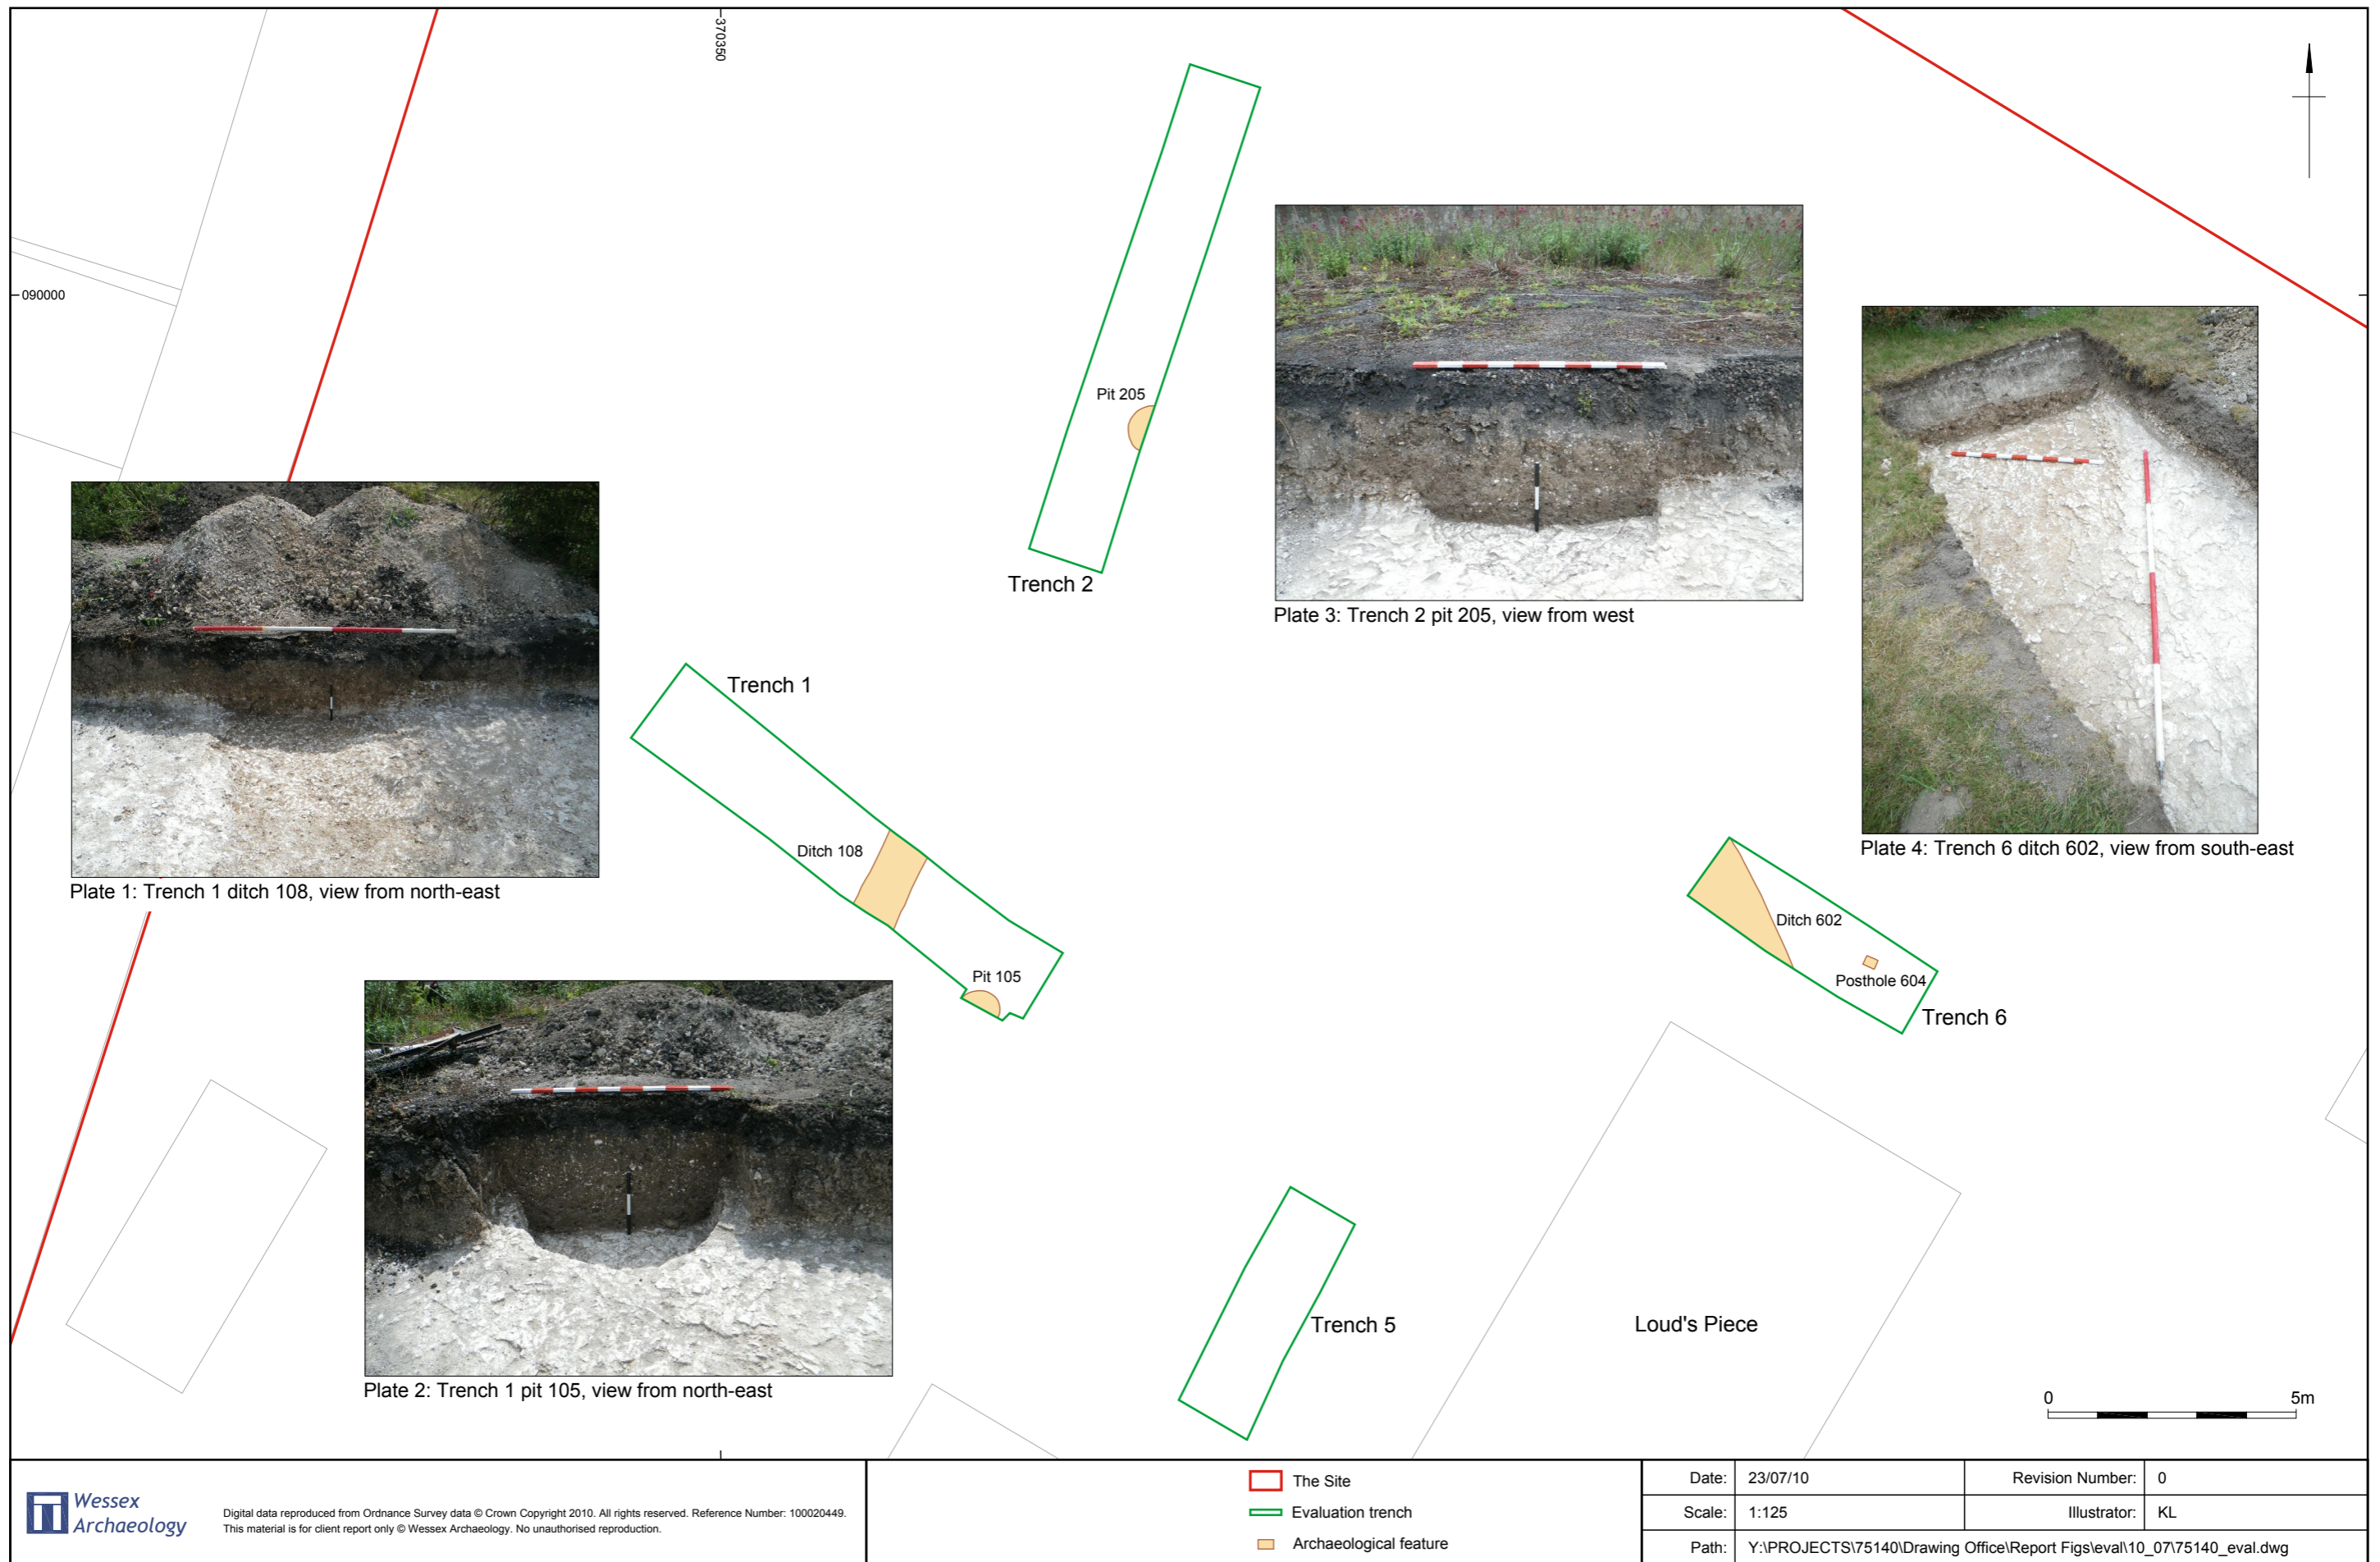 370350
090000
Pit 205
Trench 2
Plate 3: Trench 2 pit 205, view from west
Trench 1
Ditch 108
Plate 1: Trench 1 ditch 108, view from north-east
Pit 105
Plate 4: Trench 6 ditch 602, view from south-east
Ditch 602
Posthole 604
Trench 6
Plate 2: Trench 1 pit 105, view from north-east
Trench 5
Loud's Piece
0 5m
Wessex
Archaeology
Digital data reproduced from Ordnance Survey data © Crown Copyright 2010. All rights reserved. Reference Number: 100020449.
This material is for client report only © Wessex Archaeology. No unauthorised reproduction.
The Site
Evaluation trench
Archaeological feature
Date: 23/07/10 Revision Number: 0
Scale: 1:125 Illustrator: KL
Path: Y:\PROJECTS\75140\Drawing Office\Report Figs\eval\10_07\75140_eval.dwg